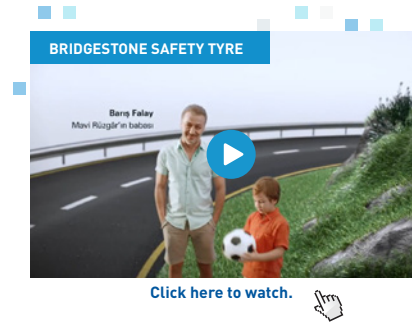 BRIDGESTONE SAFETY TYRE
Barış Falay
Mavi Rüzgâr'ın babası
Click here to watch.